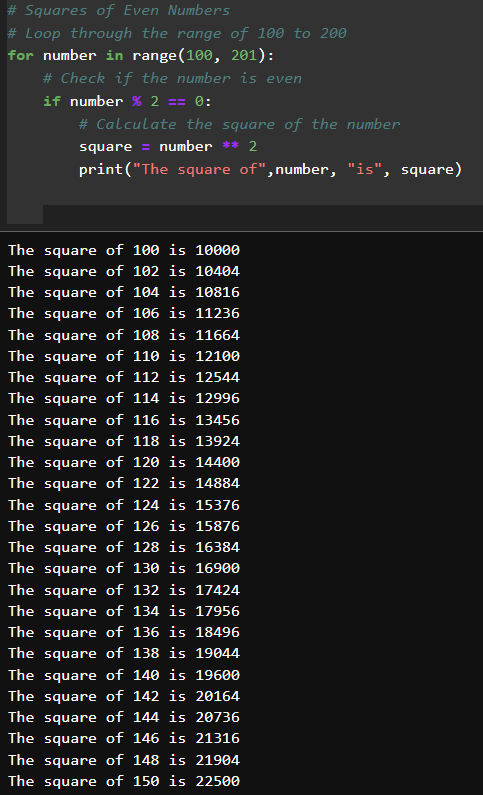 # Squares of Even Numbers
# Loop through the range of 100 to 200
for number in range(100, 201):
    # Check if the number is even
    if number % 2 == 0:
        # Calculate the square of the number
        square = number ** 2
        print("The square of",number, "is", square)
The square of 100 is 10000
The square of 102 is 10404
The square of 104 is 10816
The square of 106 is 11236
The square of 108 is 11664
The square of 110 is 12100
The square of 112 is 12544
The square of 114 is 12996
The square of 116 is 13456
The square of 118 is 13924
The square of 120 is 14400
The square of 122 is 14884
The square of 124 is 15376
The square of 126 is 15876
The square of 128 is 16384
The square of 130 is 16900
The square of 132 is 17424
The square of 134 is 17956
The square of 136 is 18496
The square of 138 is 19044
The square of 140 is 19600
The square of 142 is 20164
The square of 144 is 20736
The square of 146 is 21316
The square of 148 is 21904
The square of 150 is 22500